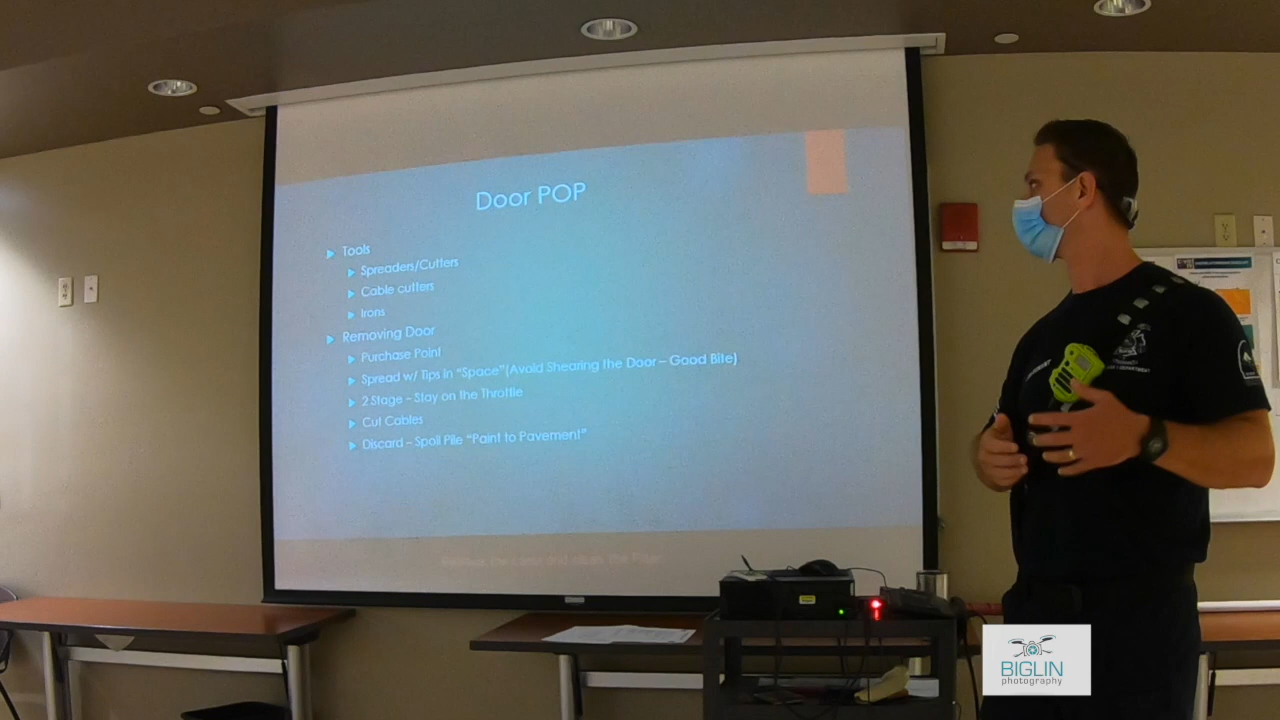 Door POP
Tools
Spreaders/Cutters
Cable cutters
Irons
Removing Door
Purchase Point
Spread w/ Tips in "Space"(Avoid Shearing the Door – Good Bite)
2 Stage – Stay on the Throttle
Cut Cables
Discard – Spoil Pile "Paint to Pavement"
BIGLIN
photography